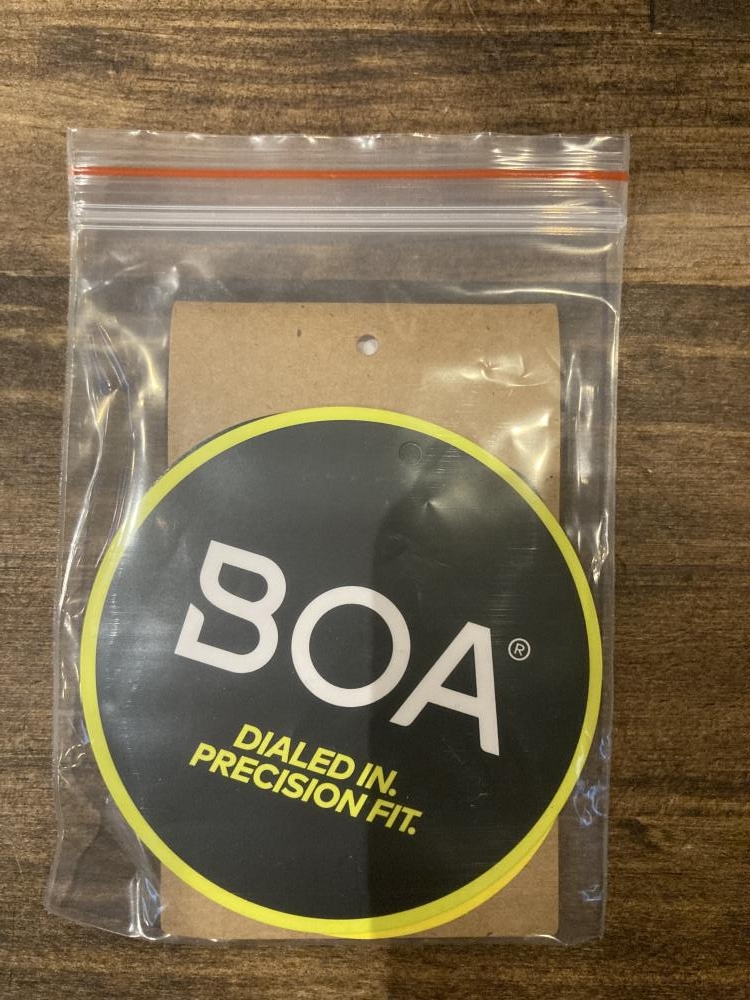 BOA®
DIALED IN.
PRECISION FIT.